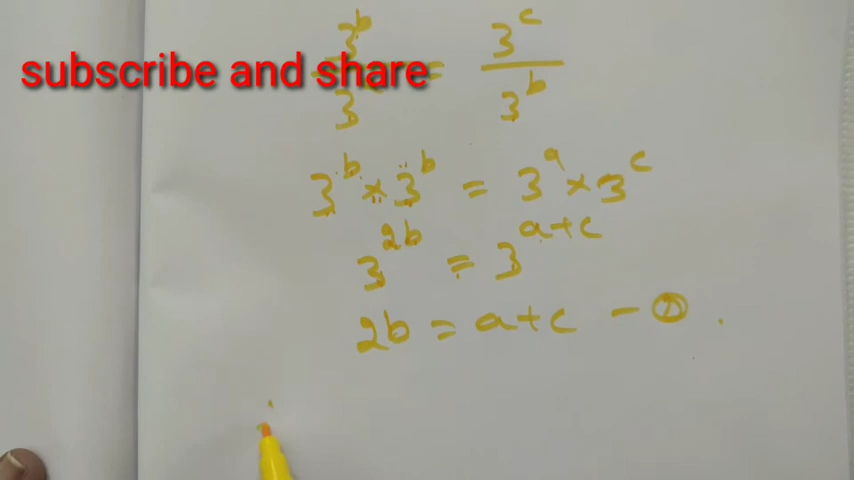 3^b / 3 = 3^c / 3^b
subscribe and share
3^b × 3^b = 3^a × 3^c
3^2b = 3^a+c
2b = a+c - ①